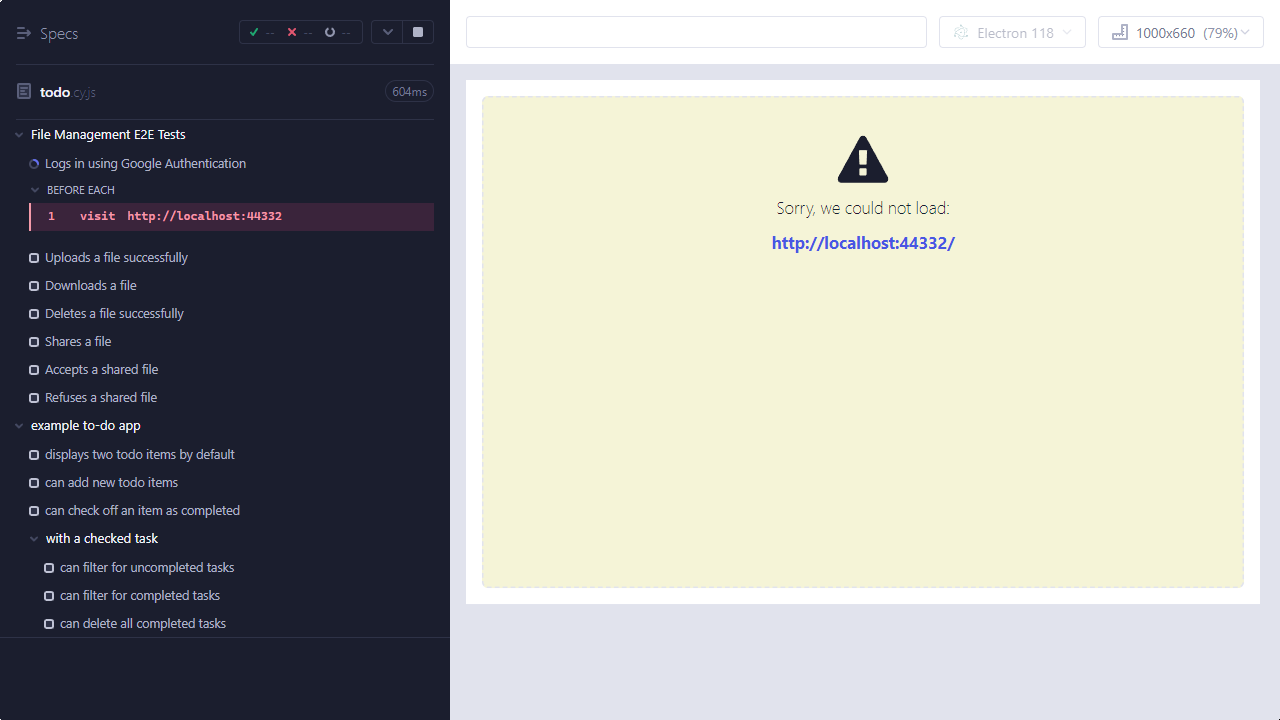 Specs
-- -- --
todo.cy.js 604ms
File Management E2E Tests
Logs in using Google Authentication
BEFORE EACH
1 visit http://localhost:44332
Uploads a file successfully
Downloads a file
Deletes a file successfully
Shares a file
Accepts a shared file
Refuses a shared file
example to-do app
displays two todo items by default
can add new todo items
can check off an item as completed
with a checked task
can filter for uncompleted tasks
can filter for completed tasks
can delete all completed tasks
Electron 118
1000x660 (79%)
Sorry, we could not load:
http://localhost:44332/